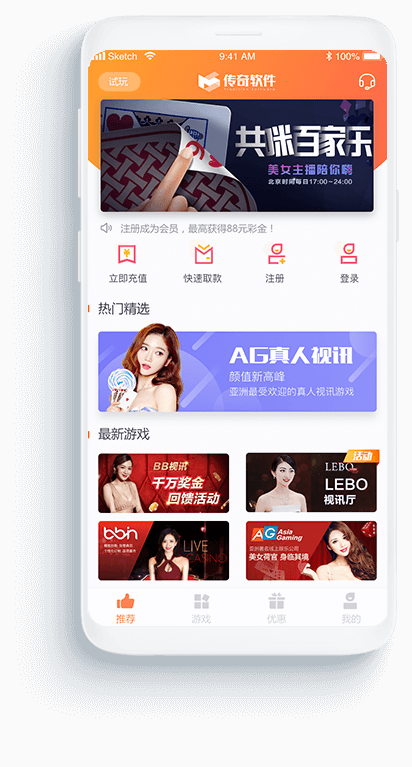 Sketch
9:41 AM
100%
试玩
传奇软件
共咪百家乐
美女主播陪你嗨
北京时间每日17:00~24:00
注册成为会员，最高获得88元彩金！
立即充值
快速取款
注册
登录
热门精选
AG真人视讯
颜值新高峰
亚洲最受欢迎的真人视讯游戏
最新游戏
BB视讯
千万奖金
回馈活动
活动
LEBO
LEBO
视讯厅
bbin
LIVE
CASINO
AG Asia
Gaming
美女荷官 身临其境
推荐
游戏
优惠
我的